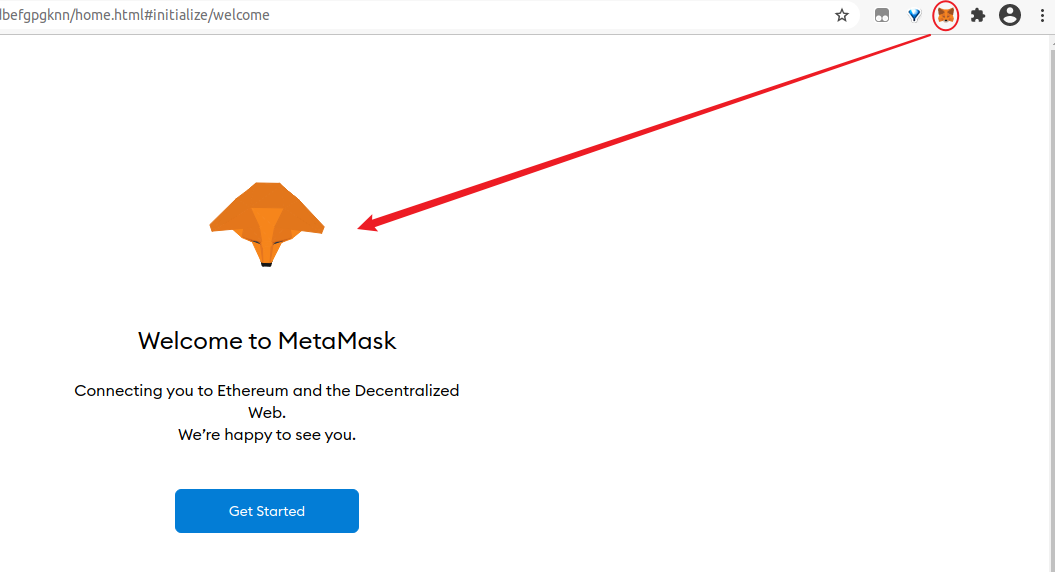 dbefgpgknn/home.html#initialize/welcome
Welcome to MetaMask
Connecting you to Ethereum and the Decentralized
Web.
We’re happy to see you.
Get Started